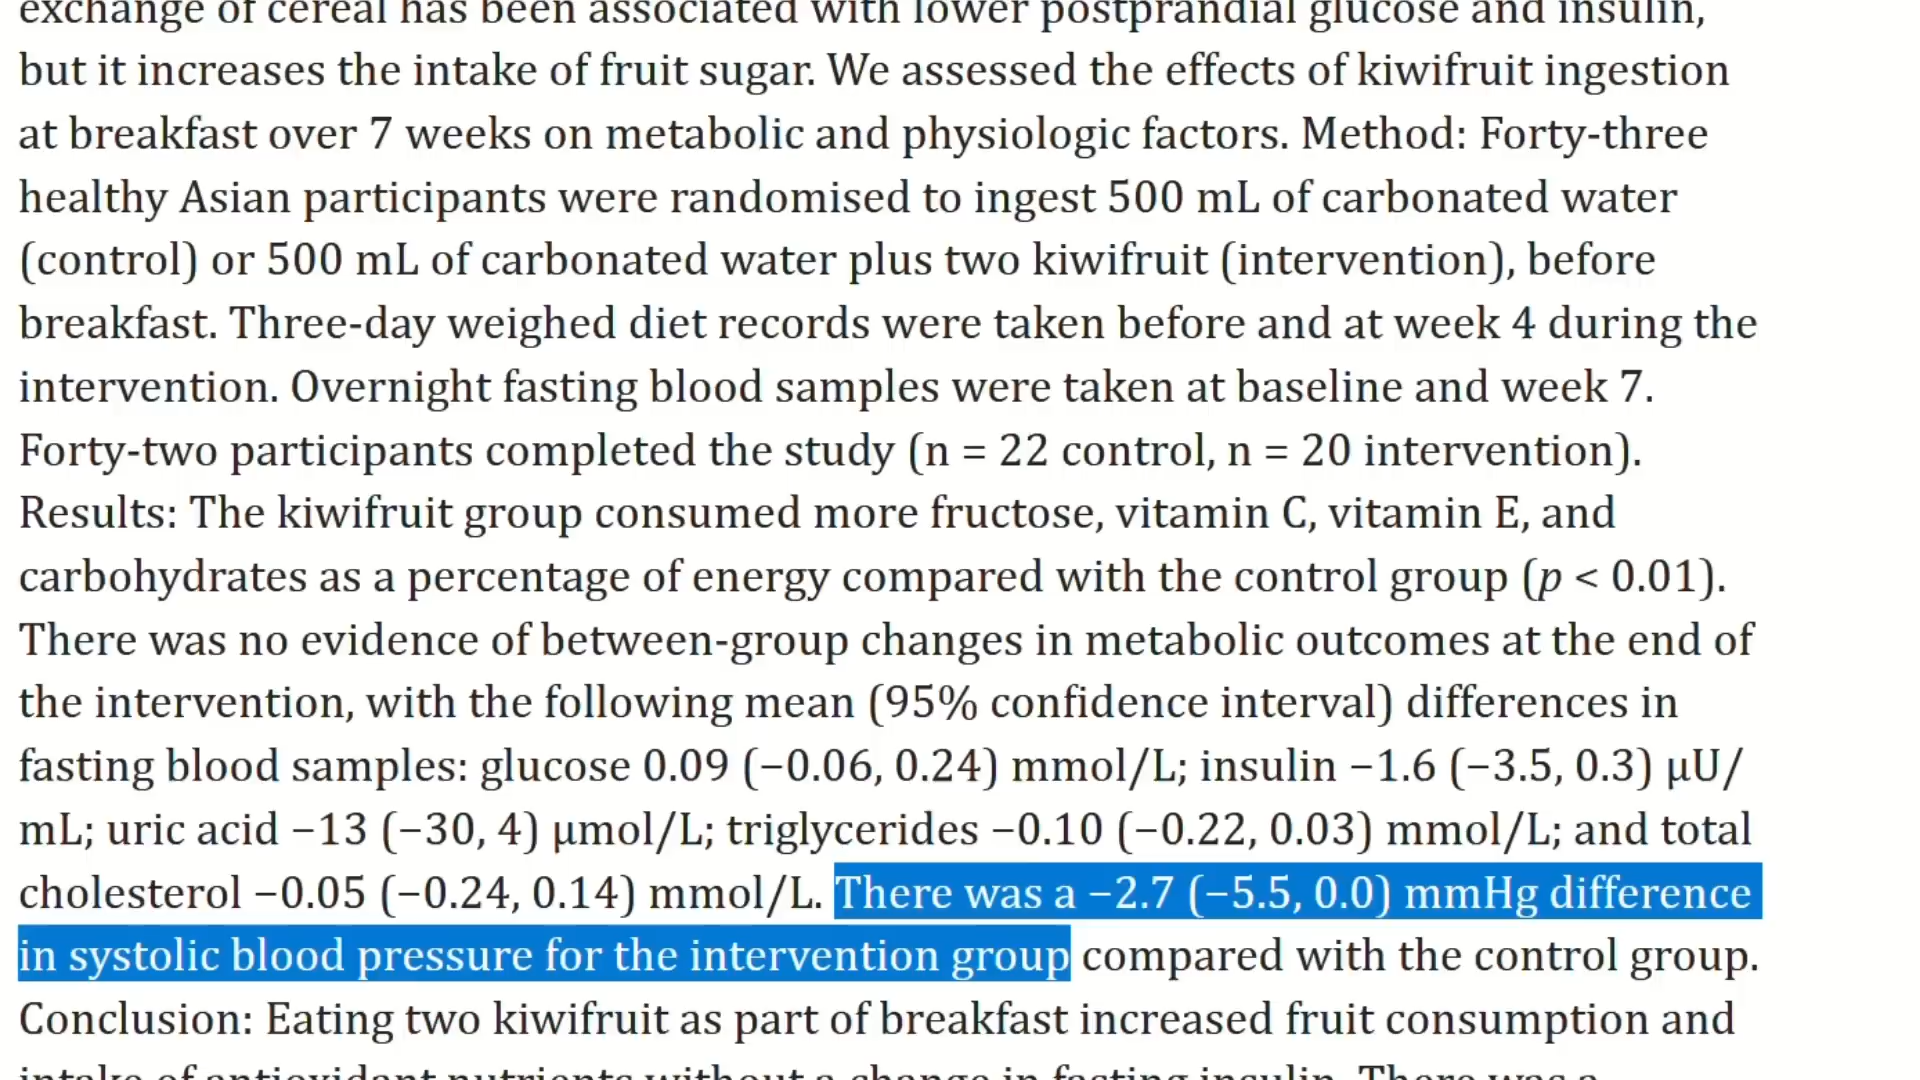 exchange of cereal has been associated with lower postprandial glucose and insulin,
but it increases the intake of fruit sugar. We assessed the effects of kiwifruit ingestion
at breakfast over 7 weeks on metabolic and physiologic factors. Method: Forty-three
healthy Asian participants were randomised to ingest 500 mL of carbonated water
(control) or 500 mL of carbonated water plus two kiwifruit (intervention), before
breakfast. Three-day weighed diet records were taken before and at week 4 during the
intervention. Overnight fasting blood samples were taken at baseline and week 7.
Forty-two participants completed the study (n = 22 control, n = 20 intervention).
Results: The kiwifruit group consumed more fructose, vitamin C, vitamin E, and
carbohydrates as a percentage of energy compared with the control group (p < 0.01).
There was no evidence of between-group changes in metabolic outcomes at the end of
the intervention, with the following mean (95% confidence interval) differences in
fasting blood samples: glucose 0.09 (−0.06, 0.24) mmol/L; insulin −1.6 (−3.5, 0.3) μU/
mL; uric acid −13 (−30, 4) μmol/L; triglycerides −0.10 (−0.22, 0.03) mmol/L; and total
cholesterol −0.05 (−0.24, 0.14) mmol/L. There was a −2.7 (−5.5, 0.0) mmHg difference
in systolic blood pressure for the intervention group compared with the control group.
Conclusion: Eating two kiwifruit as part of breakfast increased fruit consumption and
intake of antioxidant nutrients without a change in fasting insulin. There was a